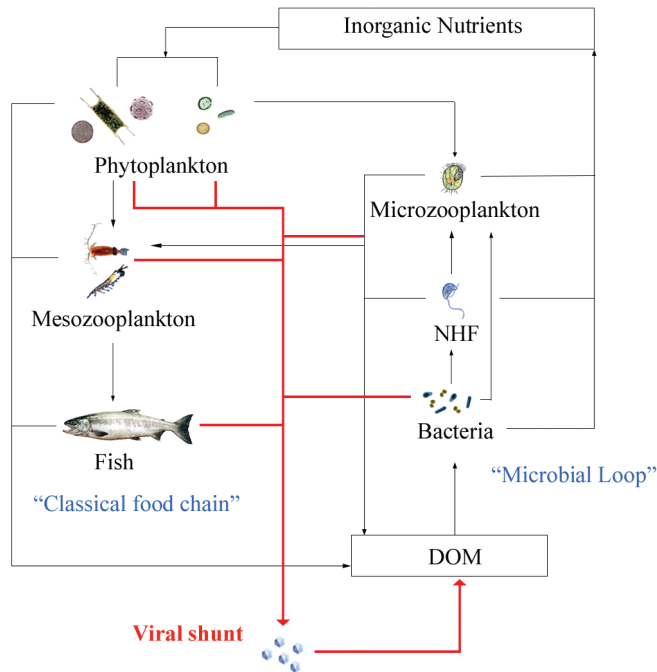 Inorganic Nutrients
Phytoplankton
Microzooplankton
Mesozooplankton
NHF
Bacteria
Fish
"Microbial Loop"
"Classical food chain"
DOM
Viral shunt